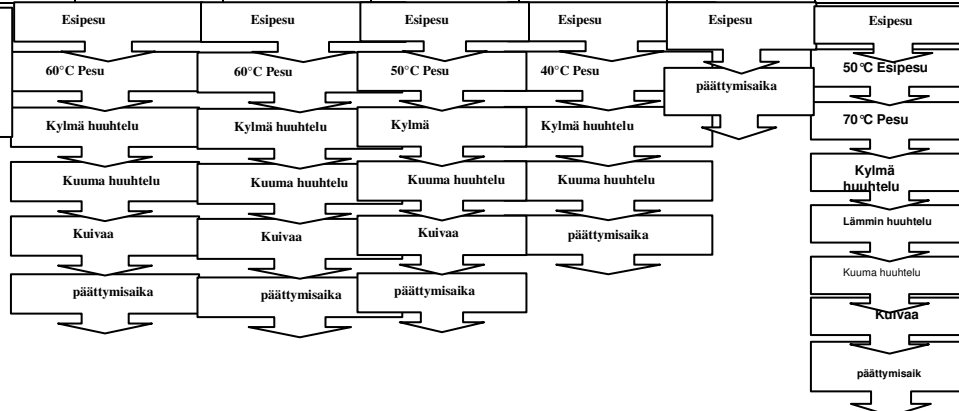 Esipesu Esipesu Esipesu Esipesu Esipesu Esipesu
60°C Pesu 60°C Pesu 50°C Pesu 40°C Pesu päättymisaika 50°C Esipesu
Kylmä huuhtelu Kylmä huuhtelu Kylmä Kylmä huuhtelu 70°C Pesu
Kuuma huuhtelu Kuuma huuhtelu Kuuma huuhtelu Kuuma huuhtelu Kylmä
huuhtelu
Kuivaa Kuivaa Kuivaa päättymisaika Lämmin huuhtelu
päättymisaika päättymisaika päättymisaika Kuuma huuhtelu
Kuivaa
päättymisaik